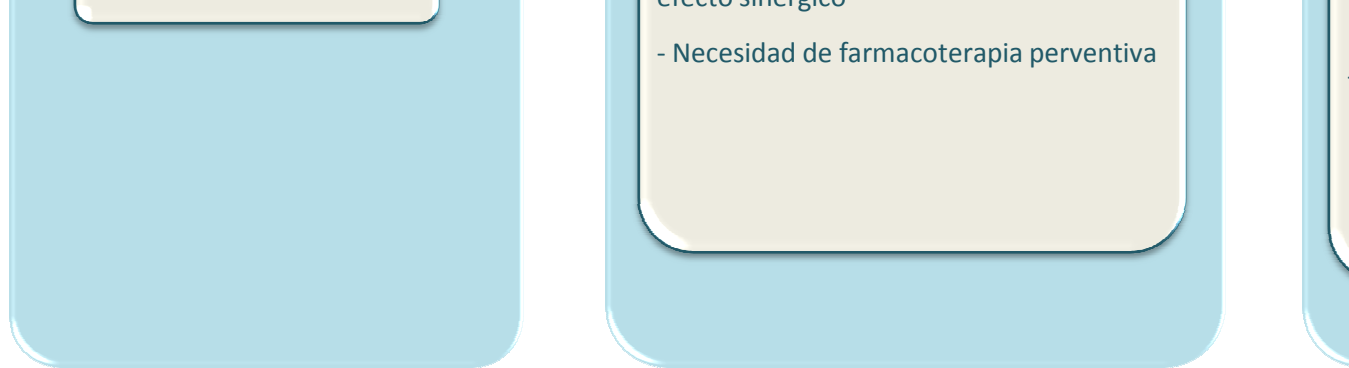 efecto sinérgico
- Necesidad de farmacoterapia perventiva